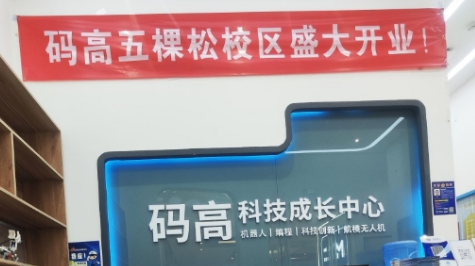 码高五棵松校区盛大开业！
码高 科技成长中心
机器人 | 编程 | 科技创新 | 航模无人机
M